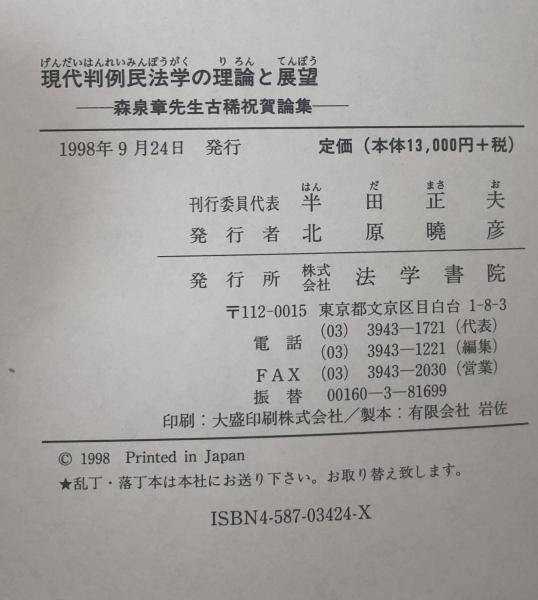 げんだいはんれいみんぽうがく りろん てんぼう
現代判例民法学の理論と展望
――森泉章先生古稀祝賀論集――
1998年9月24日 発行 定価（本体13,000円＋税）
はん だ まさ お
刊行委員代表 半田正夫
発行者 北原曉彦
発行所 株式会社 法学書院
〒112-0015 東京都文京区目白台 1-8-3
電話 (03) 3943―1721（代表）
(03) 3943―1221（編集）
FAX (03) 3943―2030（営業）
振替 00160―3―81699
印刷：大盛印刷株式会社／製本：有限会社 岩佐
© 1998 Printed in Japan
★乱丁・落丁本は本社にお送り下さい。お取り替え致します。
ISBN4-587-03424-X